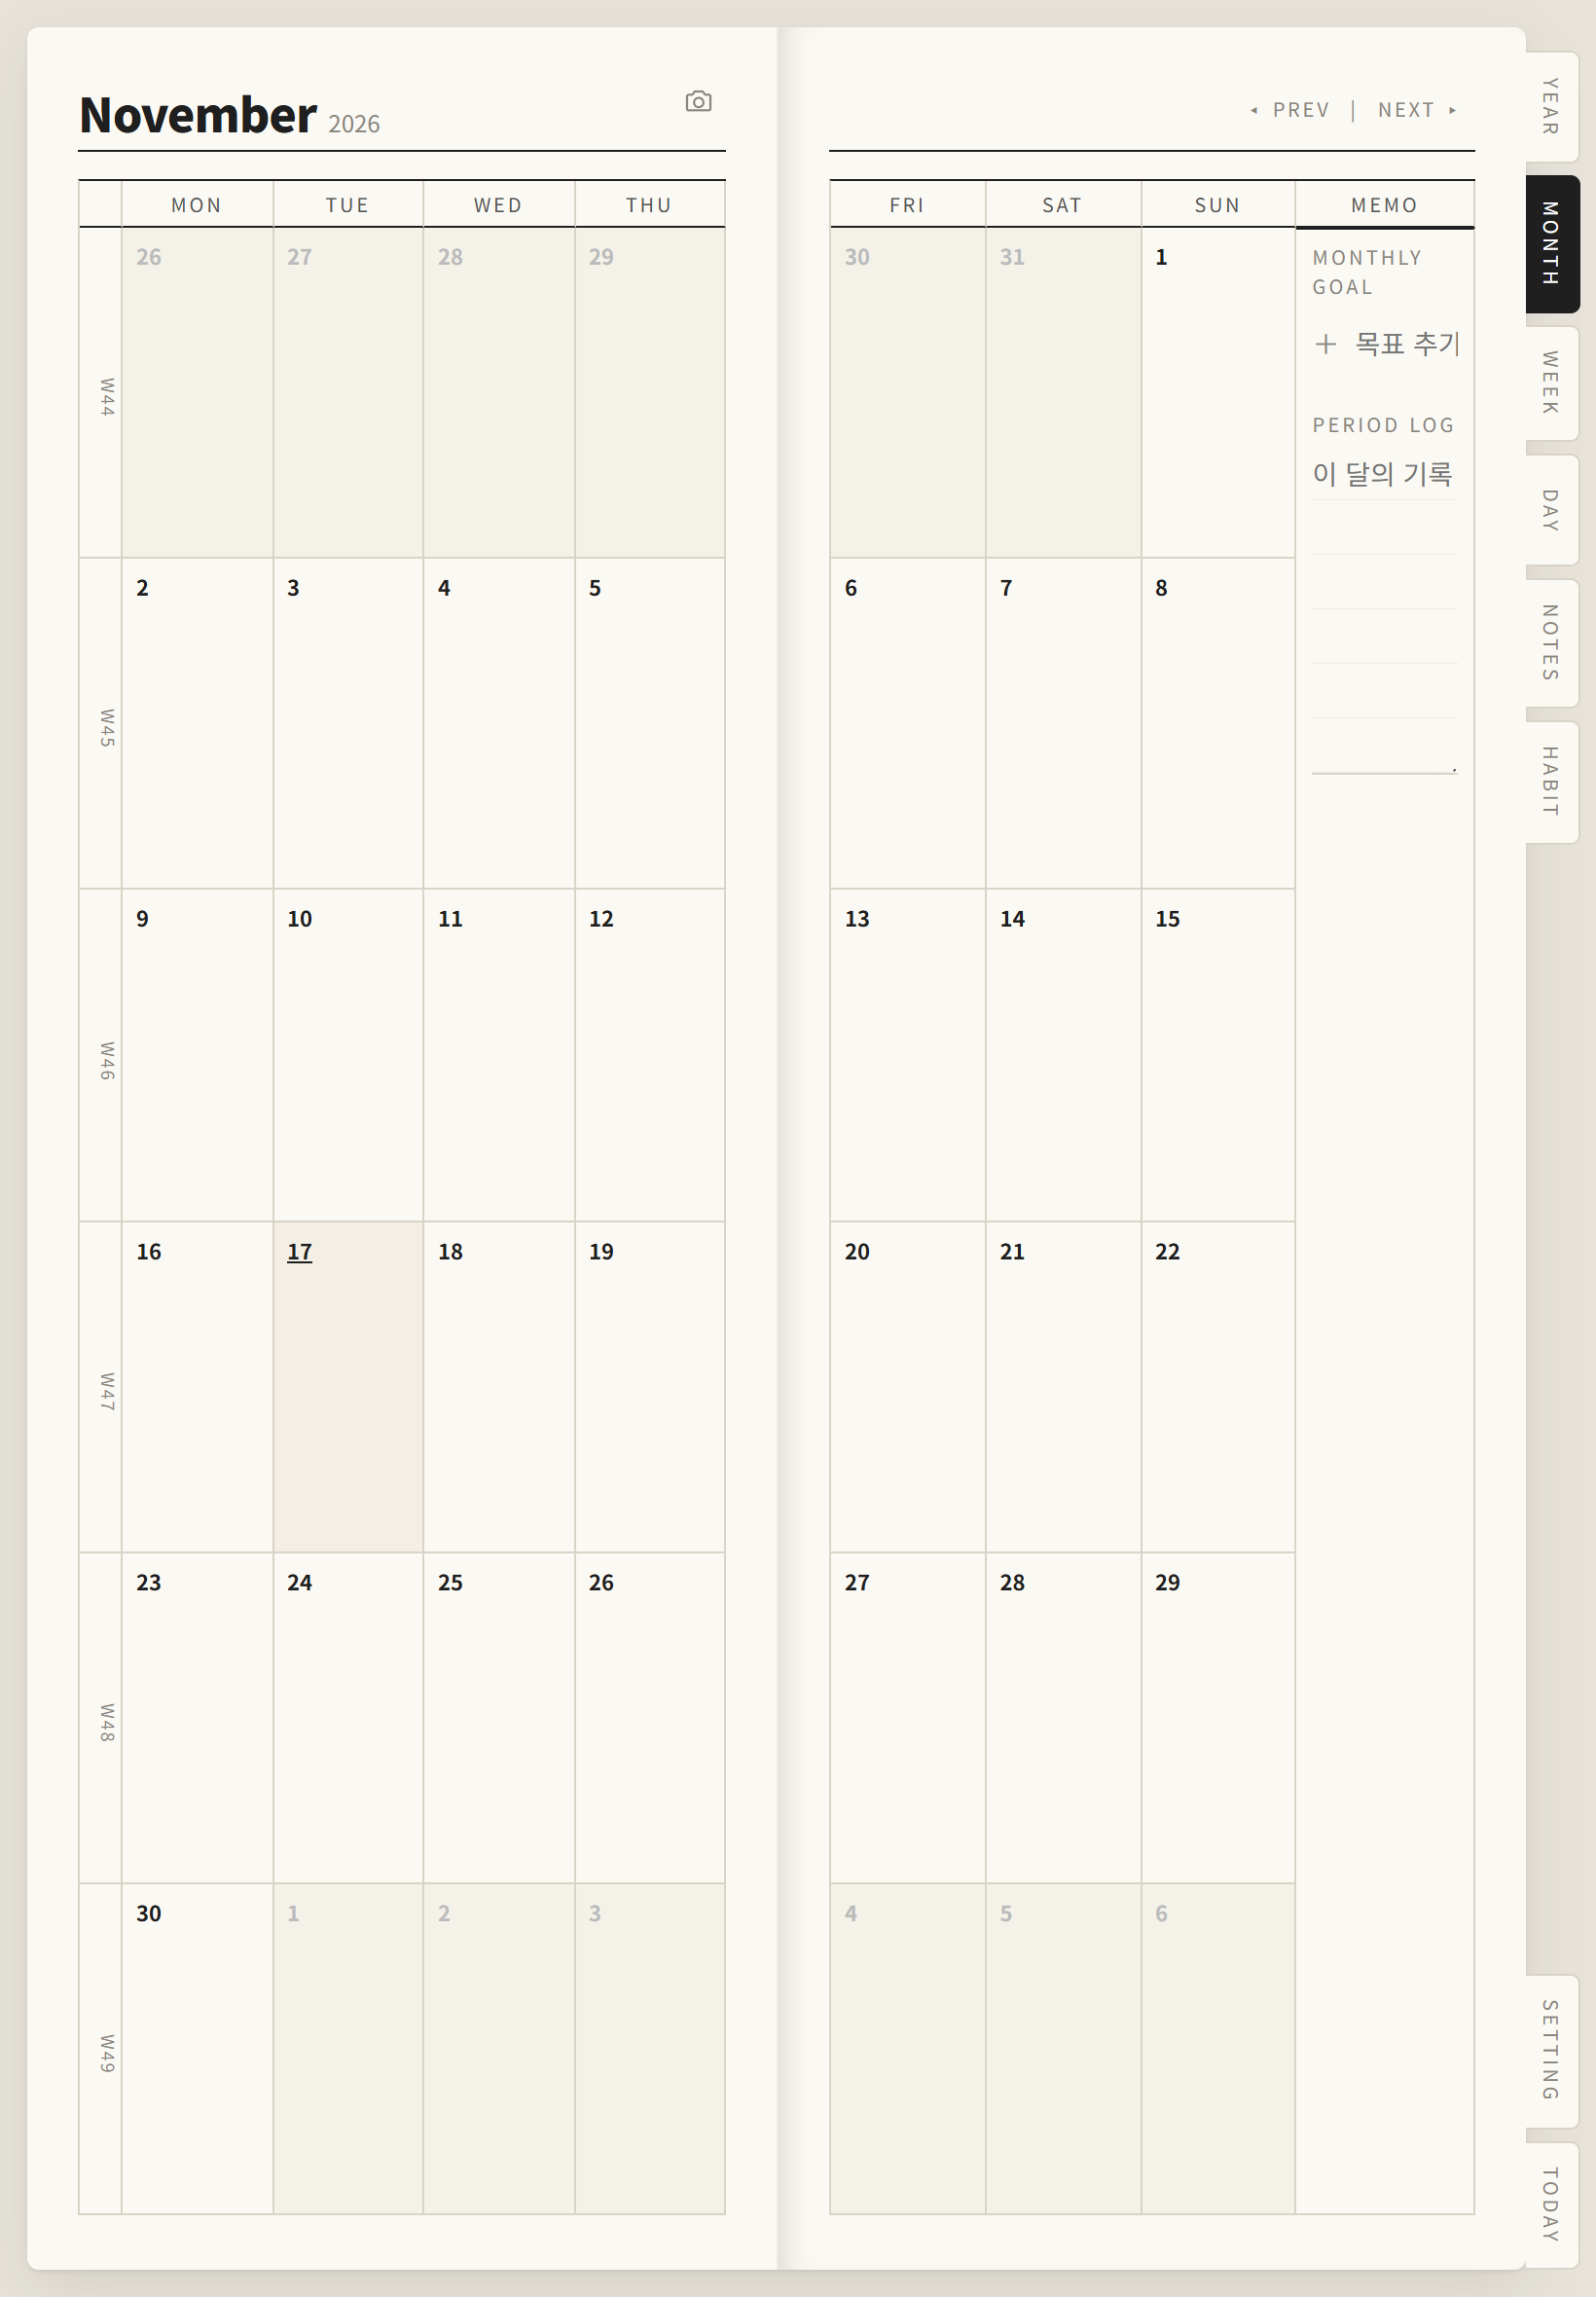 November 2026
◂ PREV | NEXT ▸
MON TUE WED THU FRI SAT SUN MEMO
W44 26 27 28 29 30 31 1
MONTHLY
GOAL
+ 목표 추가
PERIOD LOG
이 달의 기록
W45 2 3 4 5 6 7 8
W46 9 10 11 12 13 14 15
W47 16 17 18 19 20 21 22
W48 23 24 25 26 27 28 29
W49 30 1 2 3 4 5 6
YEAR
MONTH
WEEK
DAY
NOTES
HABIT
SETTING
TODAY